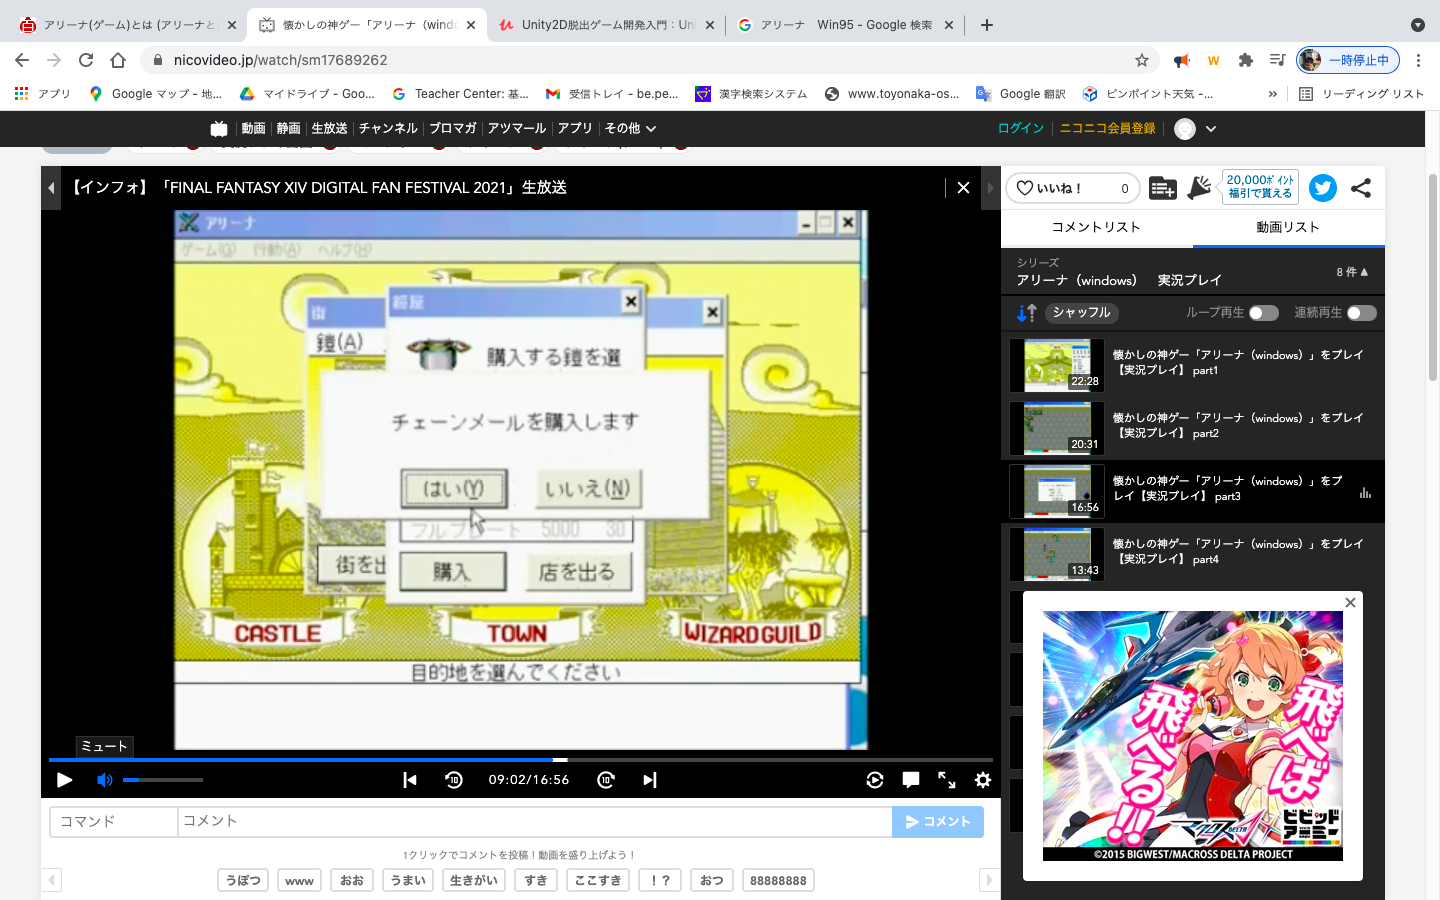 アリーナ(ゲーム)とは (アリーナと
懐かしの神ゲー「アリーナ（windo
Unity2D脱出ゲーム開発入門：Uni
アリーナ　Win95 - Google 検索
nicovideo.jp/watch/sm17689262
一時停止中
アプリ
Google マップ - 地...
マイドライブ - Goo...
Teacher Center: 基...
受信トレイ - be.pe...
漢字検索システム
www.toyonaka-os...
Google 翻訳
ピンポイント天気 -...
»
リーディング リスト
動画
静画
生放送
チャンネル
ブロマガ
アツマール
アプリ
その他
ログイン
ニコニコ会員登録
【インフォ】「FINAL FANTASY XIV DIGITAL FAN FESTIVAL 2021」生放送
アリーナ
ゲーム(G)　行動(A)　ヘルプ(H)
街
鎧(A)
鎧屋
購入する鎧を選
チェーンメールを購入します
はい(Y)
いいえ(N)
フルプレート　5000　30
街を出
購入
店を出る
CASTLE
TOWN
WIZARD GUILD
目的地を選んでください
ミュート
09:02/16:56
コマンド
コメント
コメント
1クリックでコメントを投稿！動画を盛り上げよう！
うぽつ
www
おお
うまい
生きがい
すき
ここすき
！？
おつ
88888888
いいね！
0
20,000ポイント
福引で貰える
コメントリスト
動画リスト
シリーズ
アリーナ（windows）　実況プレイ
8 件▲
シャッフル
ループ再生
連続再生
22:28
懐かしの神ゲー「アリーナ（windows）」をプレイ
【実況プレイ】 part1
20:31
懐かしの神ゲー「アリーナ（windows）」をプレイ
【実況プレイ】 part2
16:56
懐かしの神ゲー「アリーナ（windows）」をプ
レイ【実況プレイ】 part3
13:43
懐かしの神ゲー「アリーナ（windows）」をプレイ
【実況プレイ】 part4
飛べば
飛べる!!
マクロスΔ
DELTA
ビビッド
アーミー
©2015 BIGWEST/MACROSS DELTA PROJECT